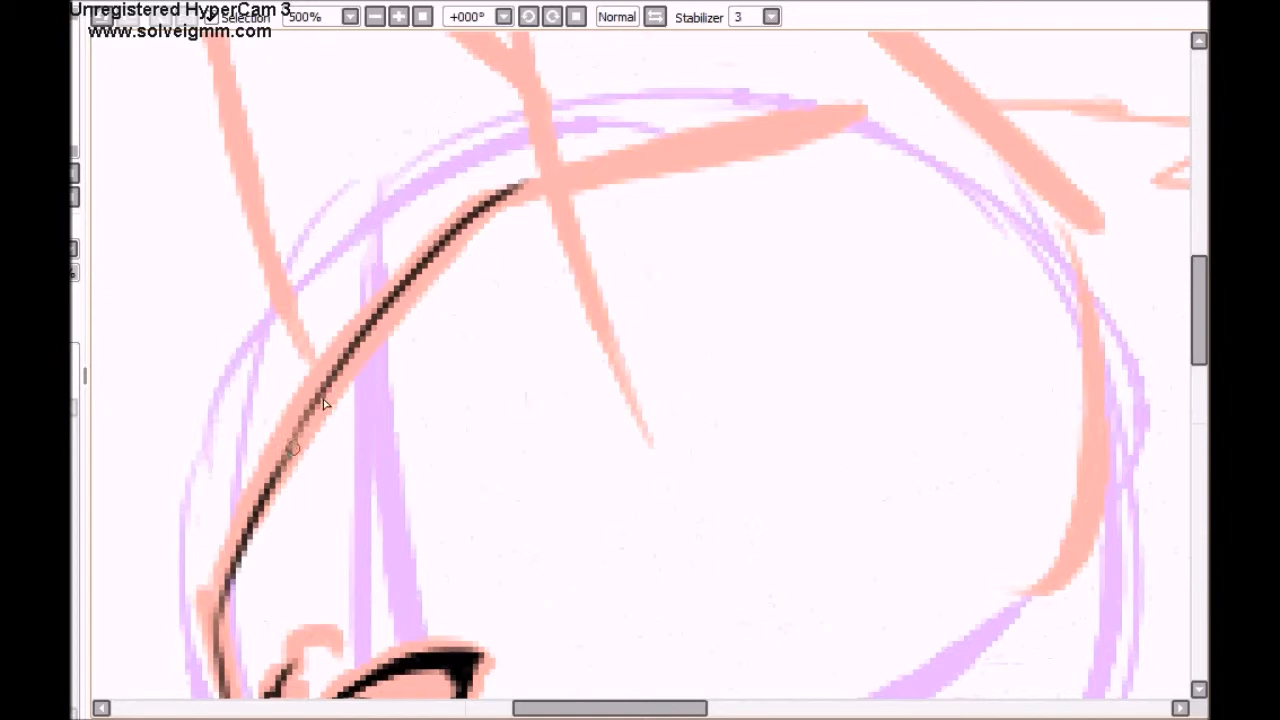 Unregistered HyperCam 3
www.solveigmm.com
Selection 500% +000° Normal Stabilizer 3